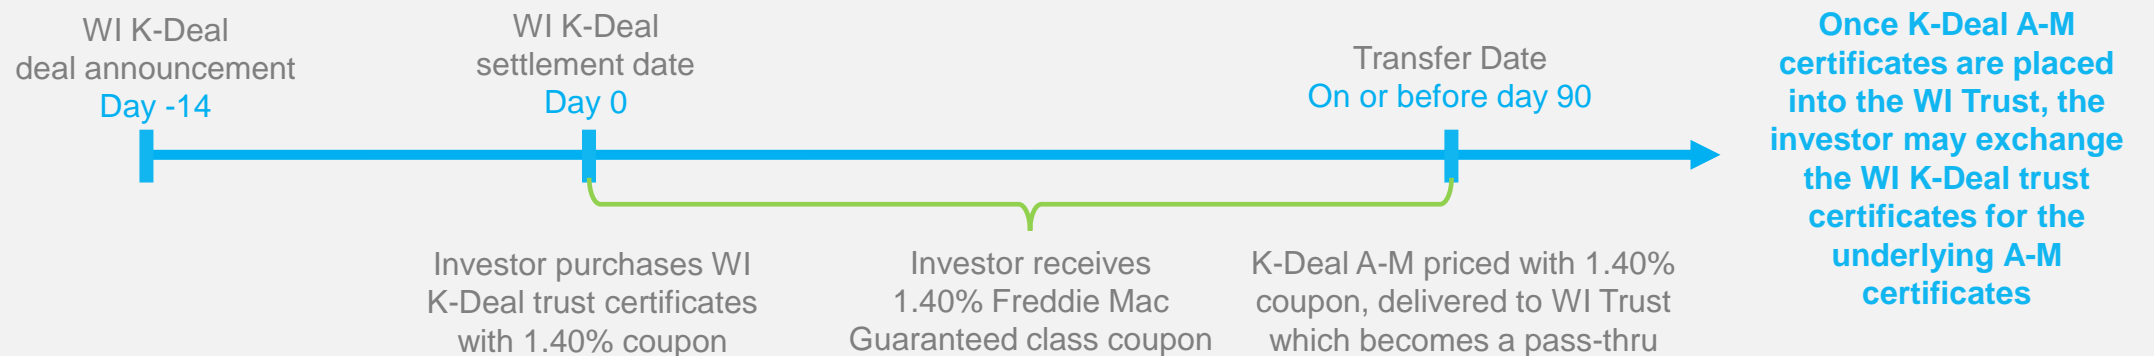 WI K-Deal
deal announcement
Day -14
WI K-Deal
settlement date
Day 0
Transfer Date
On or before day 90
Investor purchases WI
K-Deal trust certificates
with 1.40% coupon
Investor receives
1.40% Freddie Mac
Guaranteed class coupon
K-Deal A-M priced with 1.40%
coupon, delivered to WI Trust
which becomes a pass-thru
Once K-Deal A-M
certificates are placed
into the WI Trust, the
investor may exchange
the WI K-Deal trust
certificates for the
underlying A-M
certificates